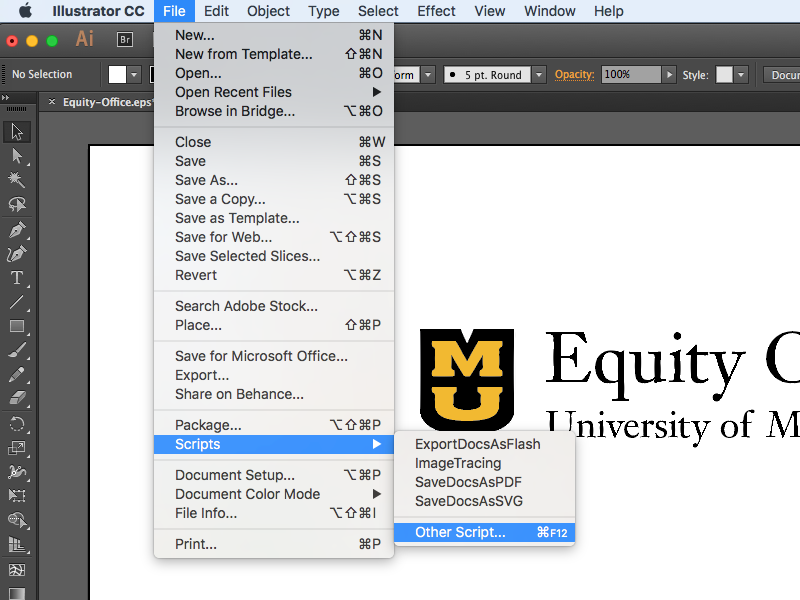 Illustrator CC File Edit Object Type Select Effect View Window Help
Ai Br
No Selection orm 5 pt. Round Opacity: 100% Style: Docur
× Equity-Office.eps
New... ⌘N
New from Template... ⇧⌘N
Open... ⌘O
Open Recent Files ▶
Browse in Bridge... ⌥⌘O
Close ⌘W
Save ⌘S
Save As... ⇧⌘S
Save a Copy... ⌥⌘S
Save as Template...
Save for Web... ⌥⇧⌘S
Save Selected Slices...
Revert ⌥⌘Z
Search Adobe Stock...
Place... ⇧⌘P
Save for Microsoft Office...
Export...
Share on Behance...
Package... ⌥⇧⌘P
Scripts ▶
Document Setup... ⌥⌘P
Document Color Mode ▶
File Info... ⌥⇧⌘I
Print... ⌘P
ExportDocsAsFlash
ImageTracing
SaveDocsAsPDF
SaveDocsAsSVG
Other Script... ⌘F12
M
U
Equity O
University of M